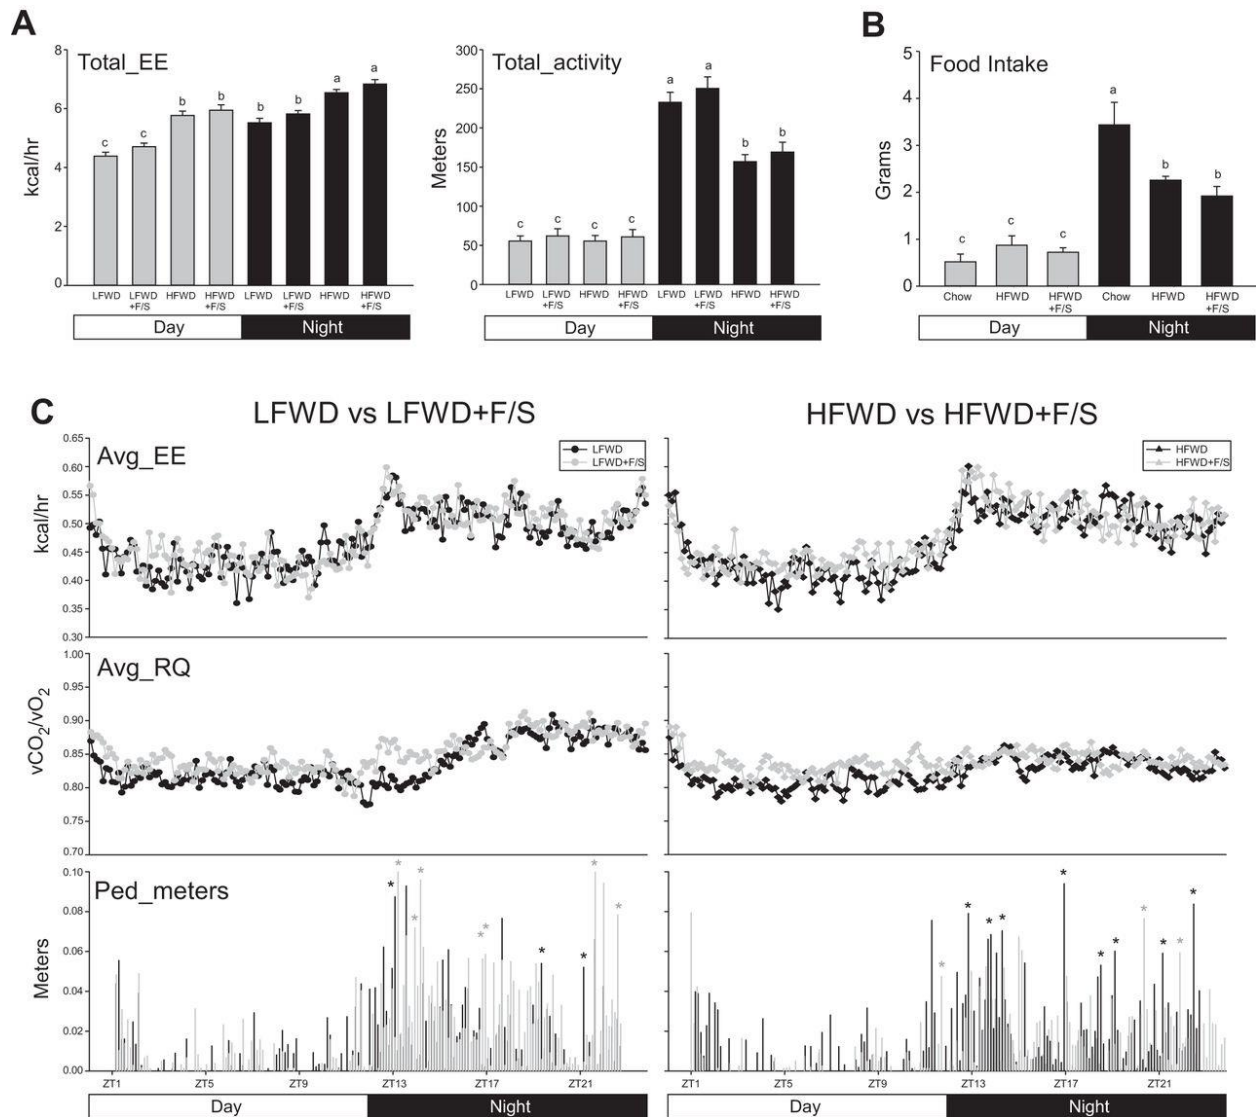 A
Total_EE
kcal/hr
8
6
4
2
0
c
c
b
b
b
b
a
a
LFWD
LFWD
+F/S
HFWD
HFWD
+F/S
LFWD
LFWD
+F/S
HFWD
HFWD
+F/S
Day
Night
Total_activity
Meters
300
250
200
150
100
50
0
c
c
c
c
a
a
b
b
LFWD
LFWD
+F/S
HFWD
HFWD
+F/S
LFWD
LFWD
+F/S
HFWD
HFWD
+F/S
Day
Night
B
Food Intake
Grams
5
4
3
2
1
0
c
c
c
a
b
b
Chow
HFWD
HFWD
+F/S
Chow
HFWD
HFWD
+F/S
Day
Night
C
LFWD vs LFWD+F/S
HFWD vs HFWD+F/S
Avg_EE
kcal/hr
0.65
0.60
0.55
0.50
0.45
0.40
0.35
0.30
LFWD
LFWD+F/S
HFWD
HFWD+F/S
Avg_RQ
vCO2/vO2
1.00
0.95
0.90
0.85
0.80
0.75
0.70
Ped_meters
Meters
0.10
0.08
0.06
0.04
0.02
0.00
* * * * * * * * * *
* * * * * * * * * * *
ZT1 ZT5 ZT9 ZT13 ZT17 ZT21
ZT1 ZT5 ZT9 ZT13 ZT17 ZT21
Day Night
Day Night